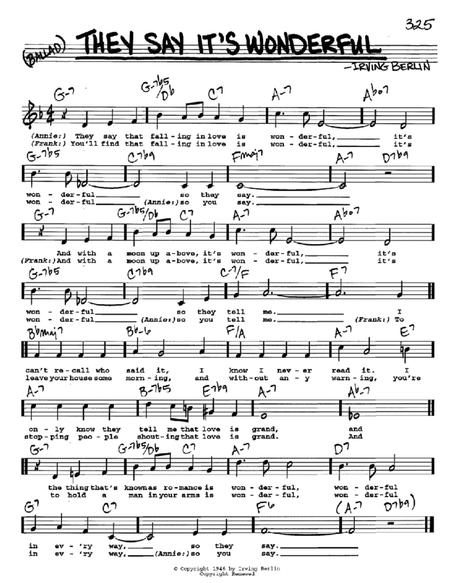 325
(BALLAD) THEY SAY IT'S WONDERFUL
-IRVING BERLIN
G-7 G-7b5/Db C7 A-7 Abo7
(Annie:) They say that fall-ing in love is won-der-ful, it's
(Frank:) You'll find that fall-ing in love is won-der-ful, it's
G-7b5 C7b9 Fmaj7 A-7 D7b9
won-der-ful so they say.
won-der-ful (Annie:) so you say.
G-7 G-7b5/Db C7 A-7 Abo7
And with a moon up a-bove, it's won-der-ful, it's
(Frank:) And with a moon up a-bove, it's won-der-ful, it's
G-7b5 C7b9 C-7/F F7
won-der-ful so they tell me. I
won-der-ful (Annie:) so you tell me. (Frank:) To
Bbmaj7 Bb-6 F/A A-7 E7
can't re-call who said it, I know I nev-er read it. I
leave your house some morn-ing, and with-out an-y warn-ing, you're
A-7 B-7b5 E7 A-7
on-ly know they tell me that love is grand, and
stop-ping peo-ple shout-ing that love is grand. And
G-7 G-7b5/Db C7 A-7 D7
the thing that's known as ro-mance is won-der-ful, won-der-ful
to hold a man in your arms is won-der-ful, won-der-ful
G7 C7 F6 (A-7 D7b9)
in ev-'ry way, so they say.
in ev-'ry way, (Annie:) so you say.
© Copyright 1946 by Irving Berlin
Copyright Renewed